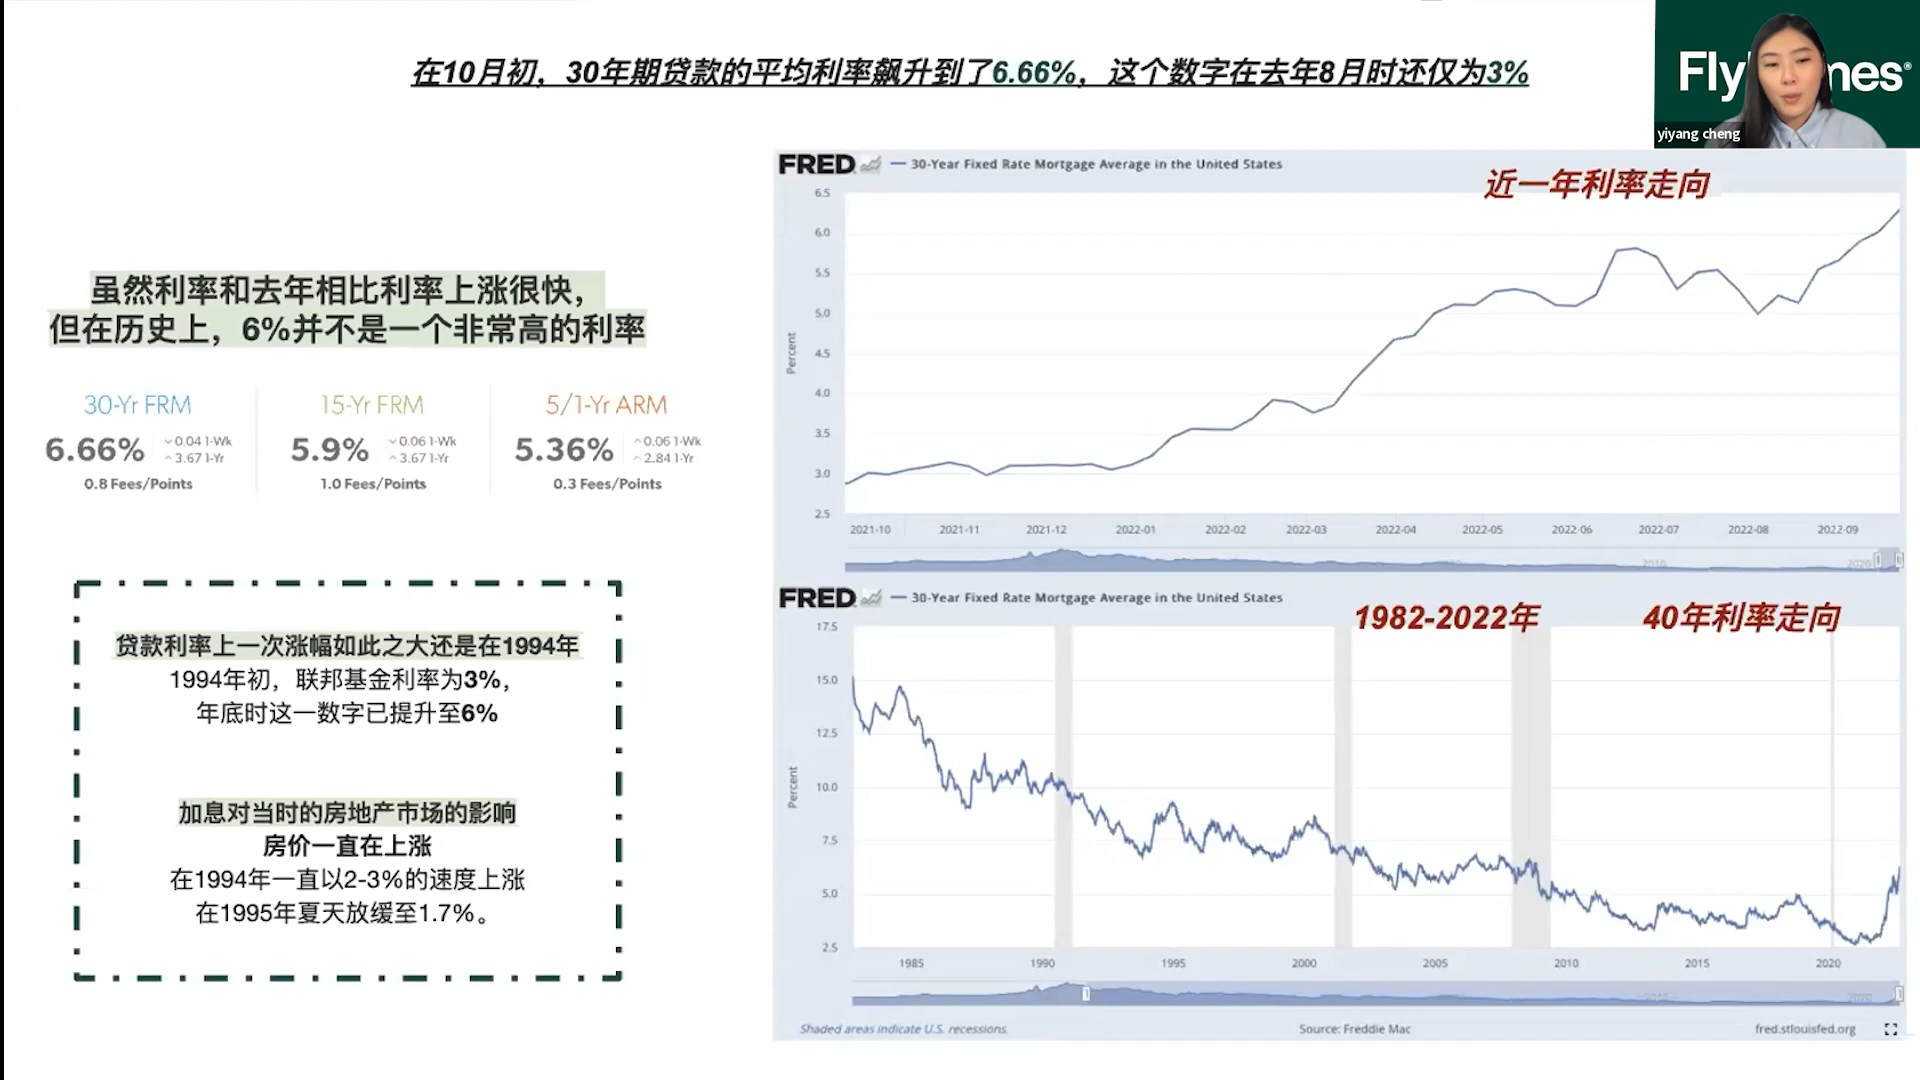 在10月初，30年期贷款的平均利率飙升到了6.66%，这个数字在去年8月时还仅为3%
yiyang cheng
虽然利率和去年相比利率上涨很快，
但在历史上，6%并不是一个非常高的利率
30-Yr FRM
6.66%
0.04 1-Wk
3.67 1-Yr
0.8 Fees/Points
15-Yr FRM
5.9%
0.06 1-Wk
3.67 1-Yr
1.0 Fees/Points
5/1-Yr ARM
5.36%
0.06 1-Wk
2.84 1-Yr
0.3 Fees/Points
贷款利率上一次涨幅如此之大还是在1994年
1994年初，联邦基金利率为3%，
年底时这一数字已提升至6%
加息对当时的房地产市场的影响
房价一直在上涨
在1994年一直以2-3%的速度上涨
在1995年夏天放缓至1.7%。
FRED
30-Year Fixed Rate Mortgage Average in the United States
近一年利率走向
Percent
6.5
6.0
5.5
5.0
4.5
4.0
3.5
3.0
2.5
2021-10 2021-11 2021-12 2022-01 2022-02 2022-03 2022-04 2022-05 2022-06 2022-07 2022-08 2022-09
FRED
30-Year Fixed Rate Mortgage Average in the United States
1982-2022年 40年利率走向
Percent
17.5
15.0
12.5
10.0
7.5
5.0
2.5
1985 1990 1995 2000 2005 2010 2015 2020
Shaded areas indicate U.S. recessions.
Source: Freddie Mac
fred.stlouisfed.org